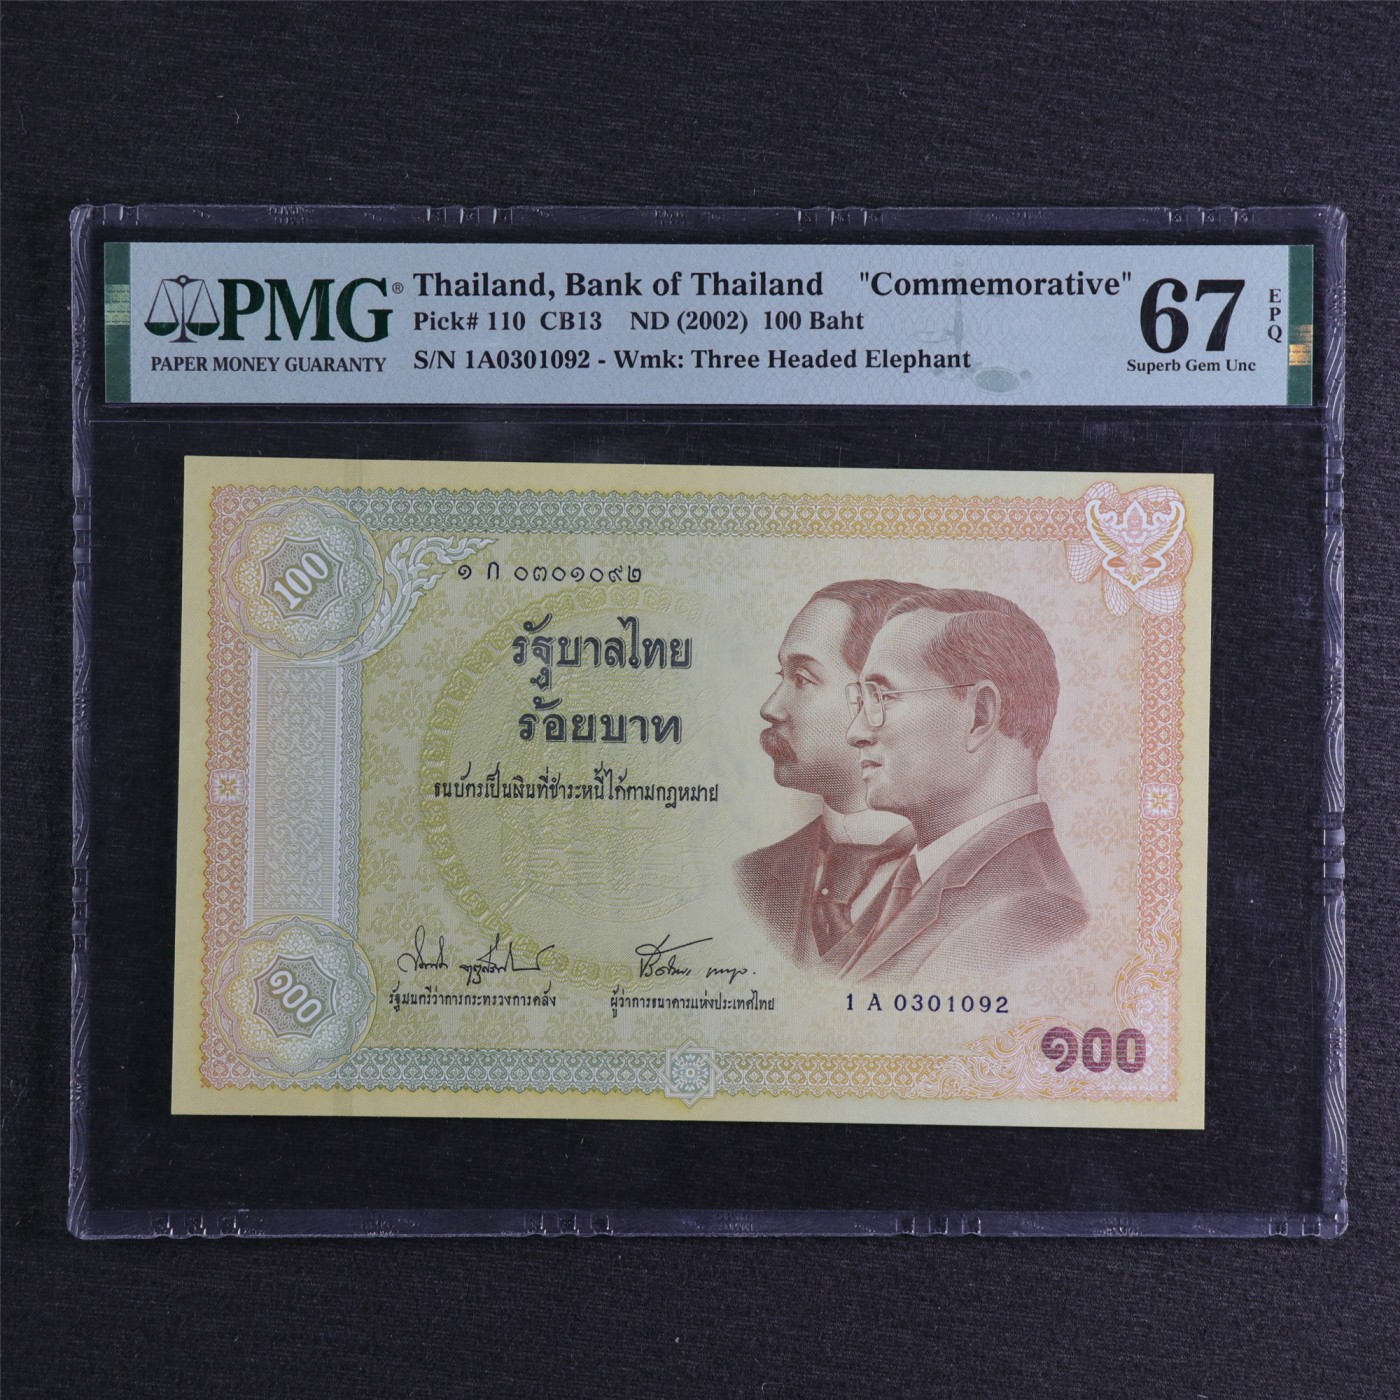 PMG® Thailand, Bank of Thailand "Commemorative" 67 EPQ
Pick# 110 CB13 ND (2002) 100 Baht
PAPER MONEY GUARANTY S/N 1A0301092 - Wmk: Three Headed Elephant Superb Gem Unc
100
๑ ก ๐๓๐๑๐๙๒
รัฐบาลไทย
ร้อยบาท
ธนบัตรเป็นเงินที่ชำระหนี้ได้ตามกฎหมาย
รัฐมนตรีว่าการกระทรวงการคลัง ผู้ว่าการธนาคารแห่งประเทศไทย 1 A 0301092
๑๐๐
๑๐๐